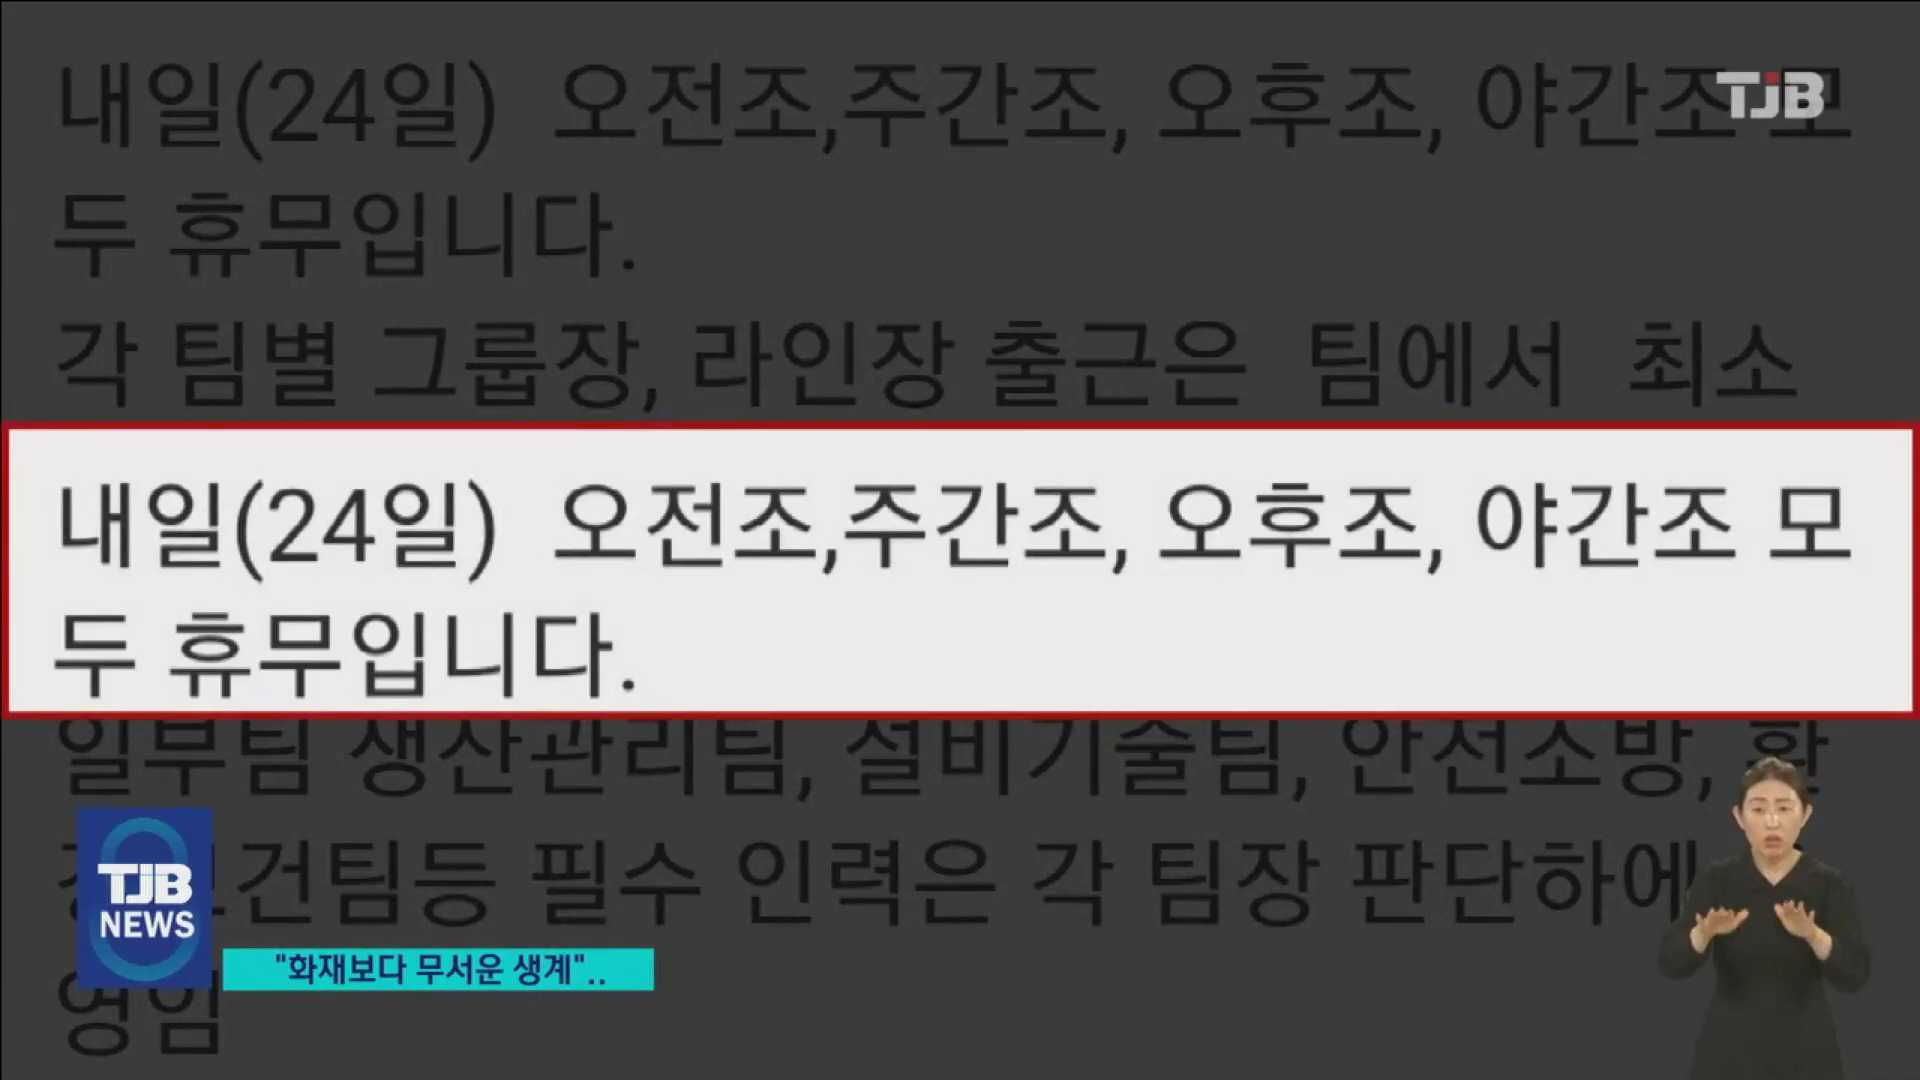 내일(24일) 오전조,주간조, 오후조, 야간조 모
TJB
두 휴무입니다.
각 팀별 그룹장, 라인장 출근은 팀에서 최소
내일(24일) 오전조,주간조, 오후조, 야간조 모
두 휴무입니다.
일부팀 생산관리팀, 설비기술팀, 안전소방, 환
건팀등 필수 인력은 각 팀장 판단하에
TJB
NEWS
"화재보다 무서운 생계"..
영임